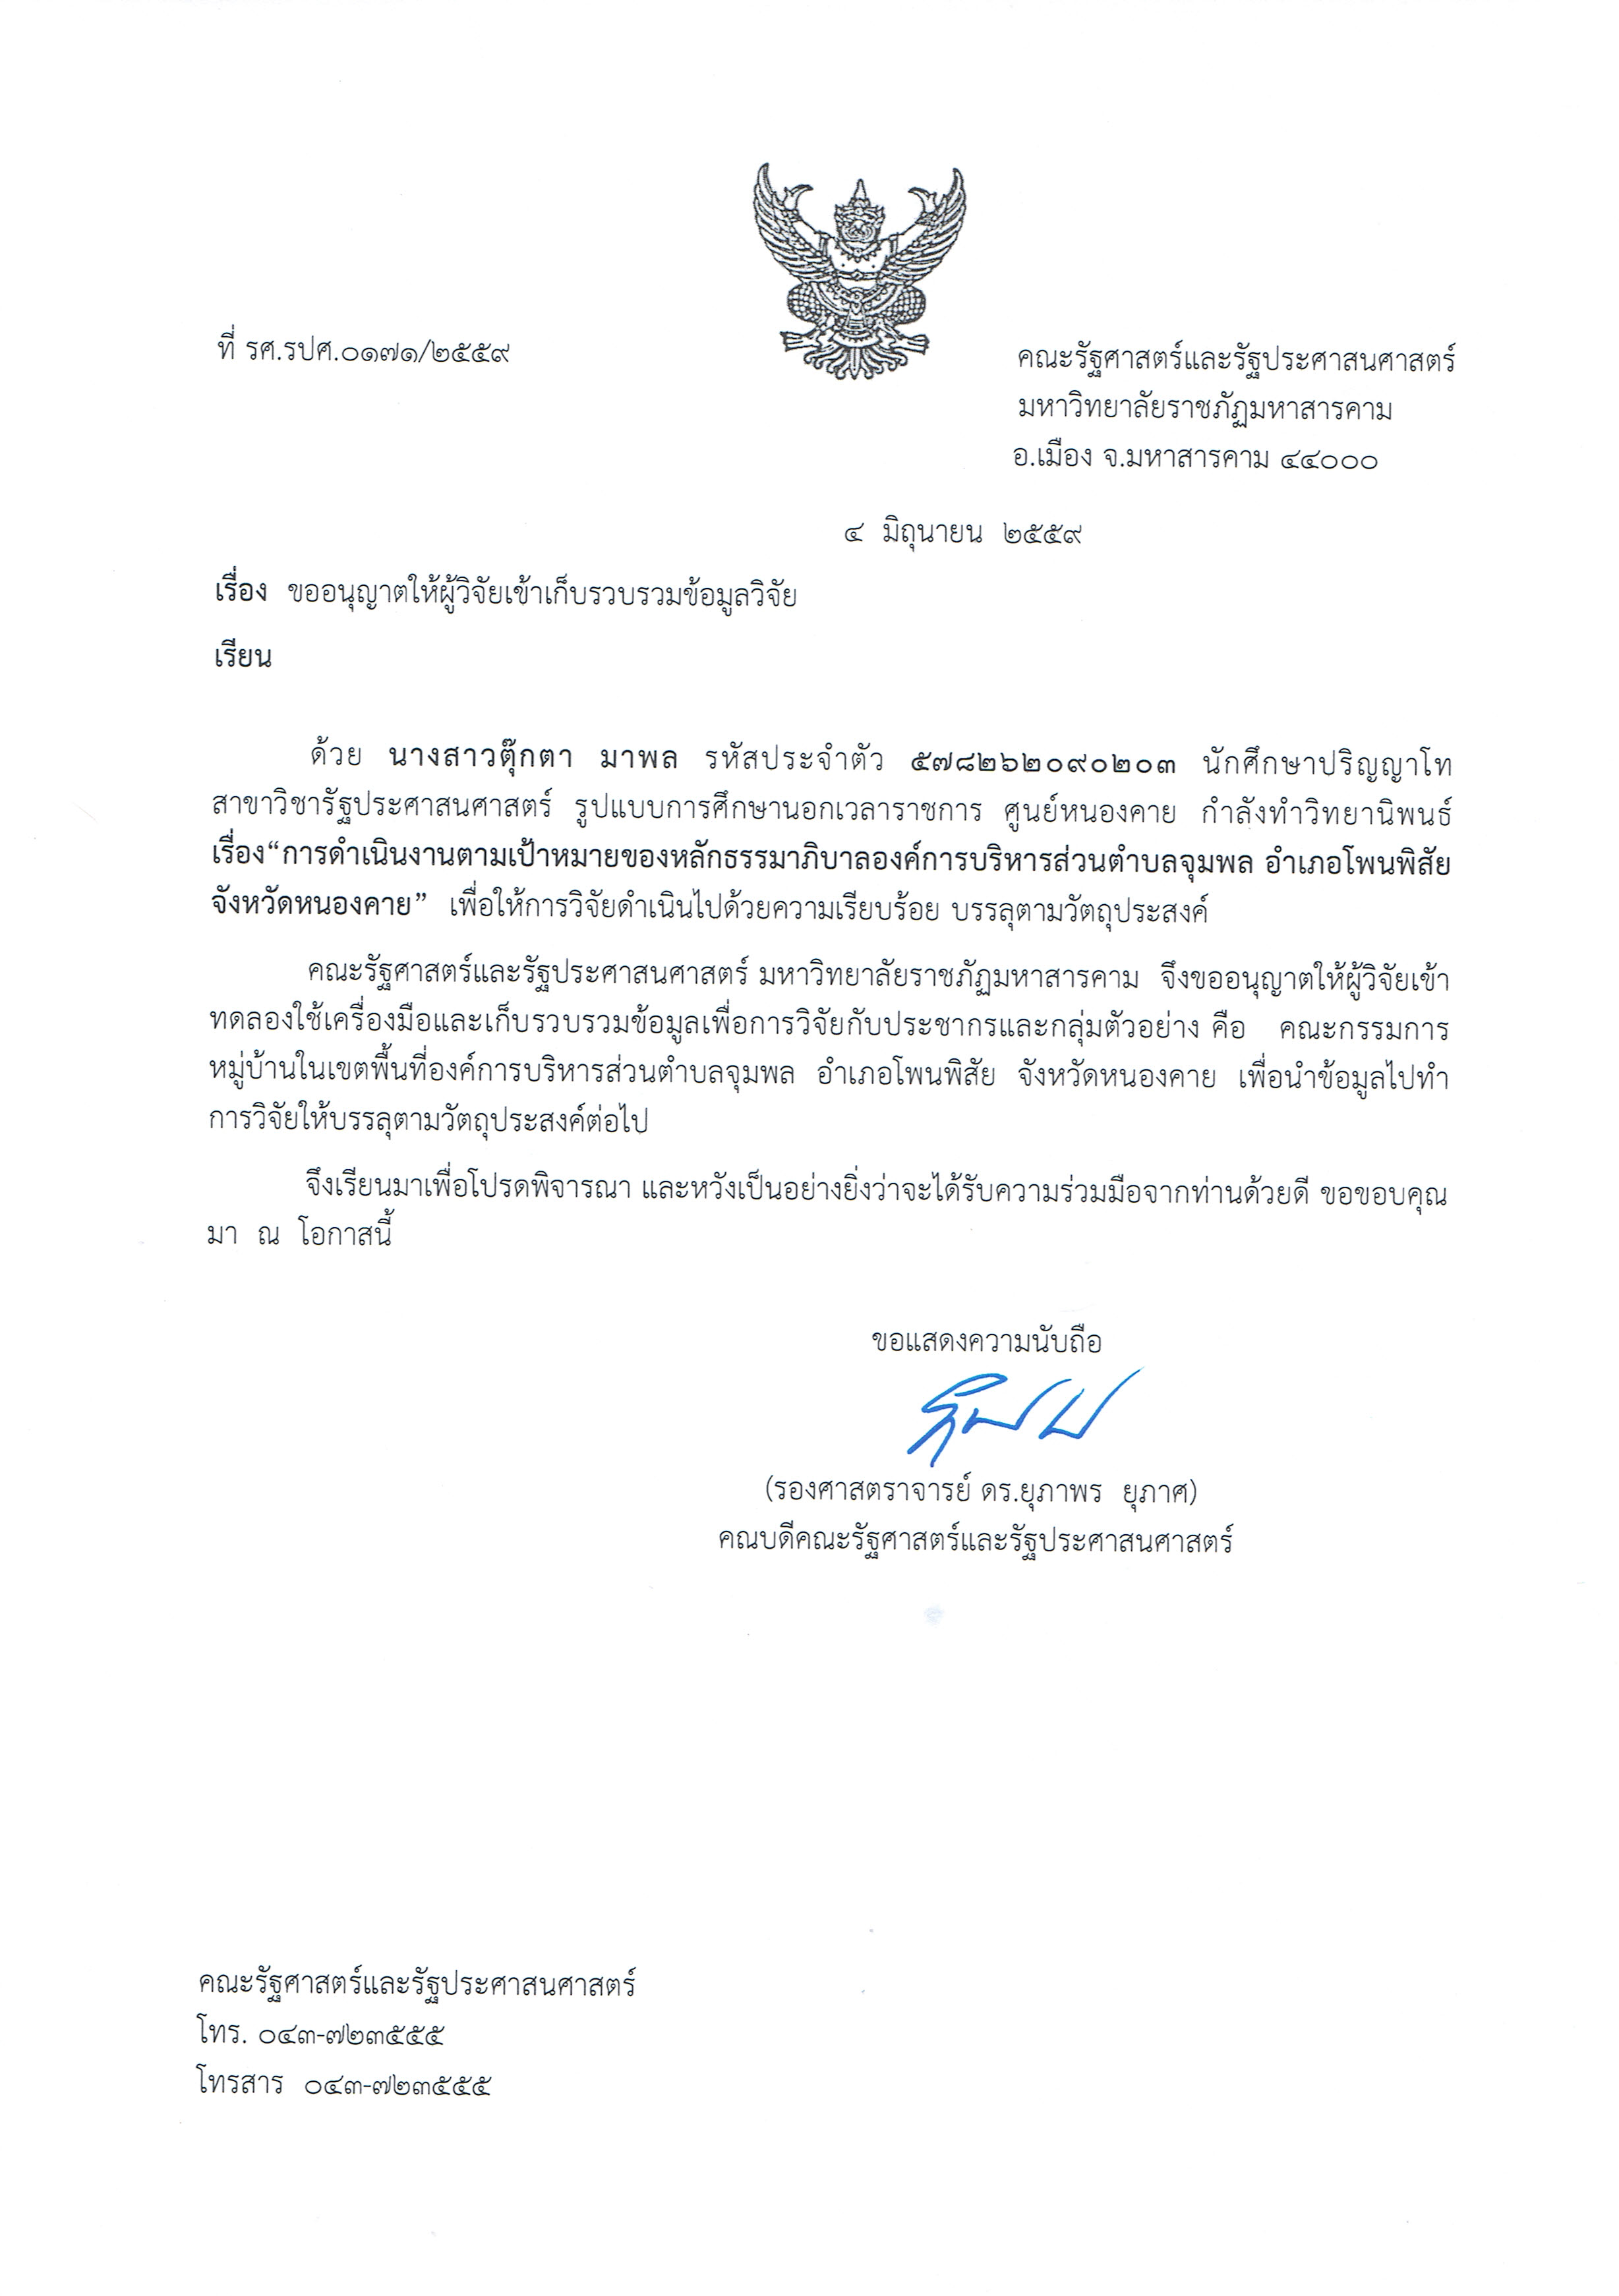 ที่ รศ.รปศ.๐๑๗๑/๒๕๕๙
คณะรัฐศาสตร์และรัฐประศาสนศาสตร์
มหาวิทยาลัยราชภัฏมหาสารคาม
อ.เมือง จ.มหาสารคาม ๔๔๐๐๐
๔ มิถุนายน ๒๕๕๙
เรื่อง ขออนุญาตให้ผู้วิจัยเข้าเก็บรวบรวมข้อมูลวิจัย
เรียน
ด้วย นางสาวตุ๊กตา มาพล รหัสประจำตัว ๕๗๘๒๖๒๐๙๐๒๐๓ นักศึกษาปริญญาโท
สาขาวิชารัฐประศาสนศาสตร์ รูปแบบการศึกษานอกเวลาราชการ ศูนย์หนองคาย กำลังทำวิทยานิพนธ์
เรื่อง“การดำเนินงานตามเป้าหมายของหลักธรรมาภิบาลองค์การบริหารส่วนตำบลจุมพล อำเภอโพนพิสัย
จังหวัดหนองคาย” เพื่อให้การวิจัยดำเนินไปด้วยความเรียบร้อย บรรลุตามวัตถุประสงค์
คณะรัฐศาสตร์และรัฐประศาสนศาสตร์ มหาวิทยาลัยราชภัฏมหาสารคาม จึงขออนุญาตให้ผู้วิจัยเข้า
ทดลองใช้เครื่องมือและเก็บรวบรวมข้อมูลเพื่อการวิจัยกับประชากรและกลุ่มตัวอย่าง คือ คณะกรรมการ
หมู่บ้านในเขตพื้นที่องค์การบริหารส่วนตำบลจุมพล อำเภอโพนพิสัย จังหวัดหนองคาย เพื่อนำข้อมูลไปทำ
การวิจัยให้บรรลุตามวัตถุประสงค์ต่อไป
จึงเรียนมาเพื่อโปรดพิจารณา และหวังเป็นอย่างยิ่งว่าจะได้รับความร่วมมือจากท่านด้วยดี ขอขอบคุณ
มา ณ โอกาสนี้
ขอแสดงความนับถือ
(รองศาสตราจารย์ ดร.ยุภาพร ยุภาศ)
คณบดีคณะรัฐศาสตร์และรัฐประศาสนศาสตร์
คณะรัฐศาสตร์และรัฐประศาสนศาสตร์
โทร. ๐๔๓-๗๒๓๕๕๕
โทรสาร ๐๔๓-๗๒๓๕๕๕